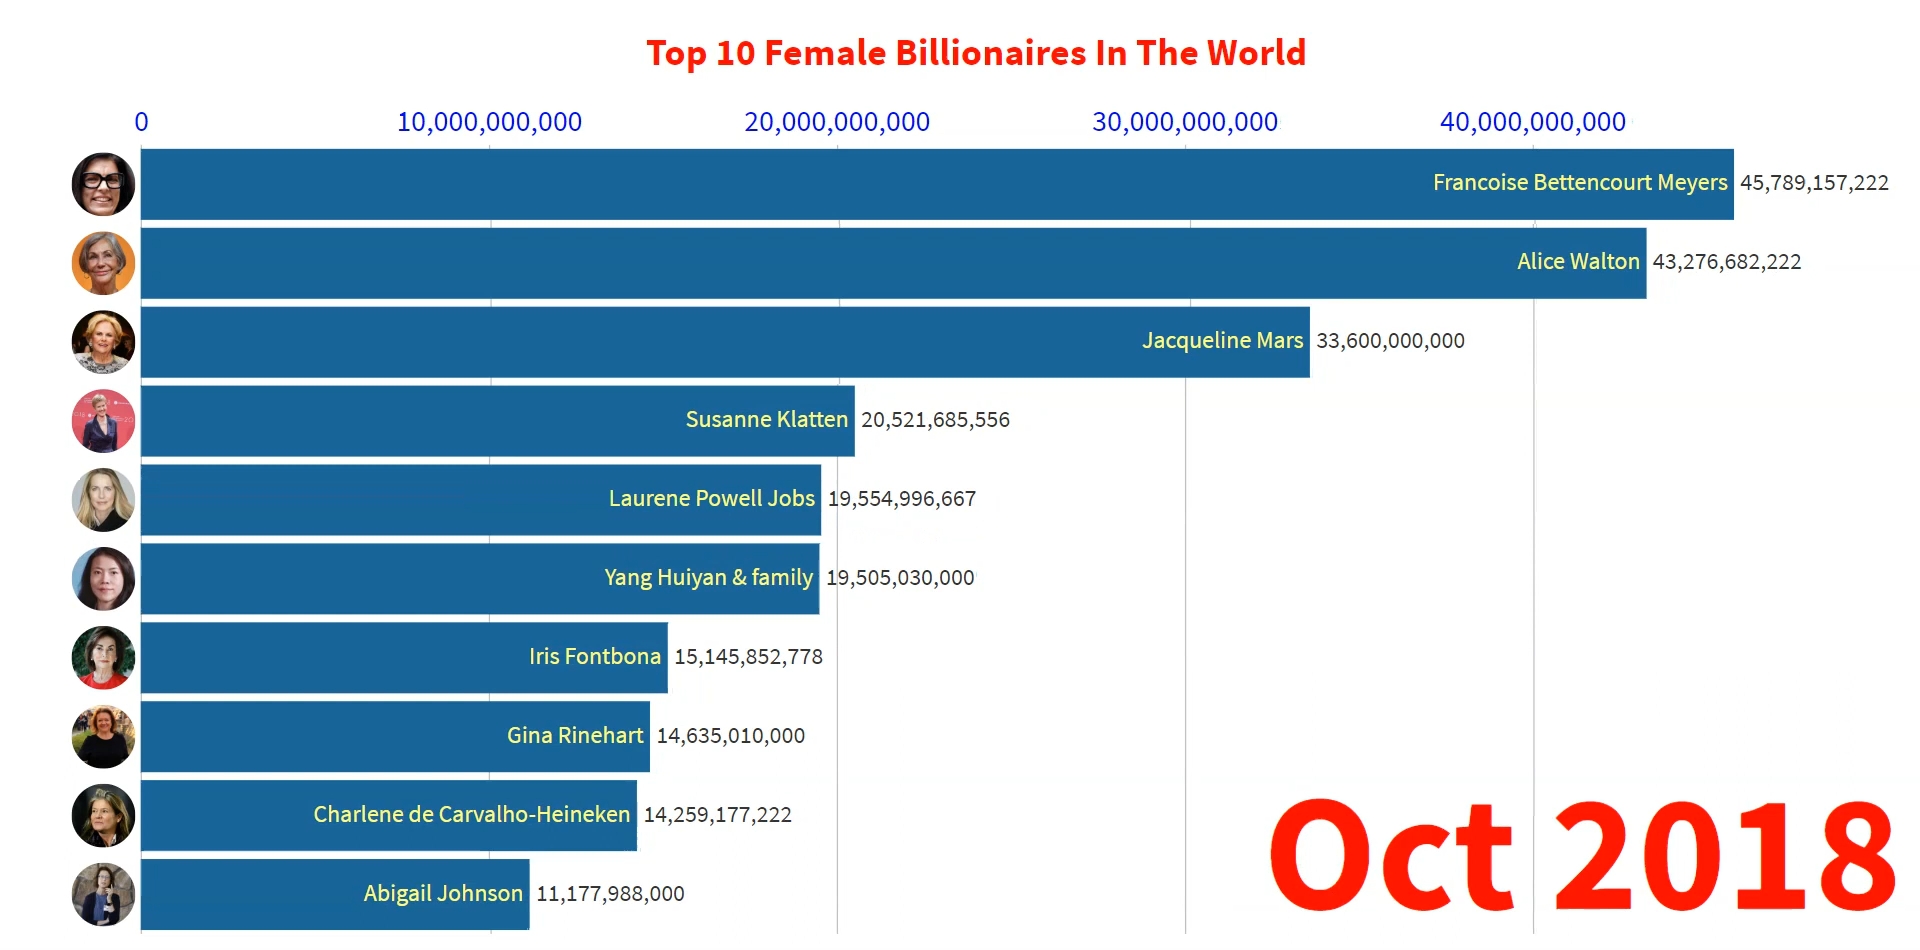 Top 10 Female Billionaires In The World
0 10,000,000,000 20,000,000,000 30,000,000,000 40,000,000,000
Francoise Bettencourt Meyers 45,789,157,222
Alice Walton 43,276,682,222
Jacqueline Mars 33,600,000,000
Susanne Klatten 20,521,685,556
Laurene Powell Jobs 19,554,996,667
Yang Huiyan & family 19,505,030,000
Iris Fontbona 15,145,852,778
Gina Rinehart 14,635,010,000
Charlene de Carvalho-Heineken 14,259,177,222
Abigail Johnson 11,177,988,000
Oct 2018